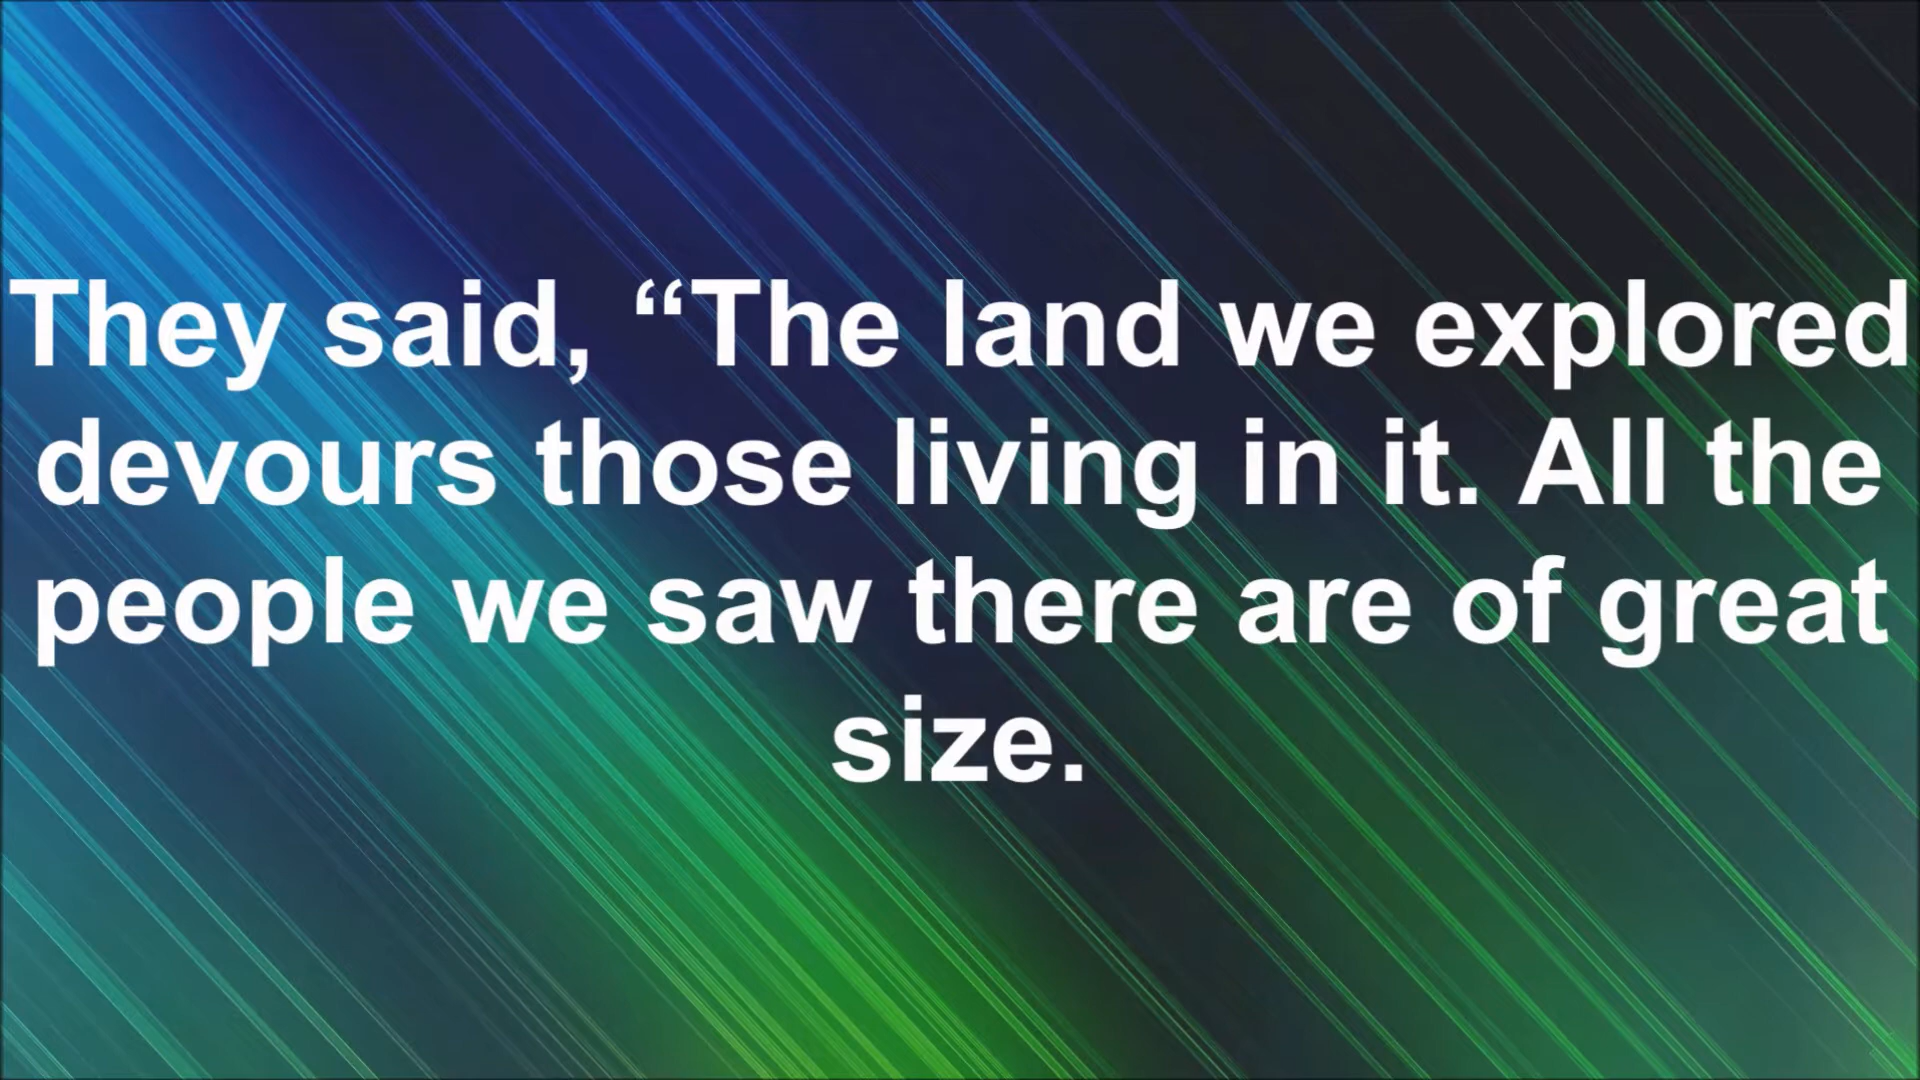 They said, “The land we explored
devours those living in it. All the
people we saw there are of great
size.